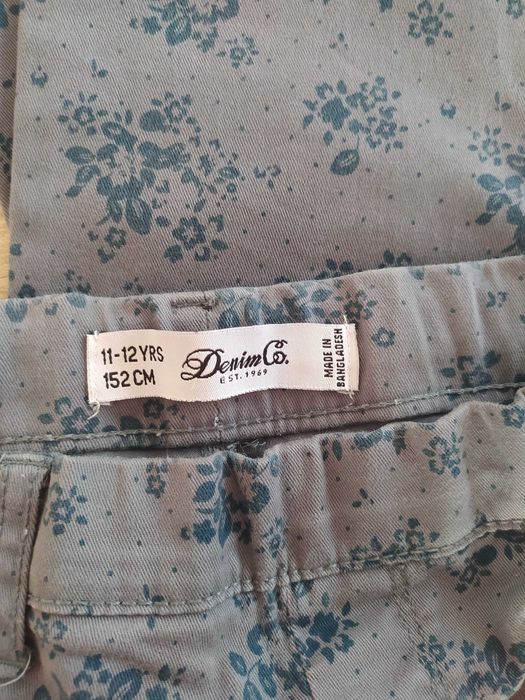 11-12 YRS
152 CM
Denim Co.
EST. 1969
MADE IN
BANGLADESH